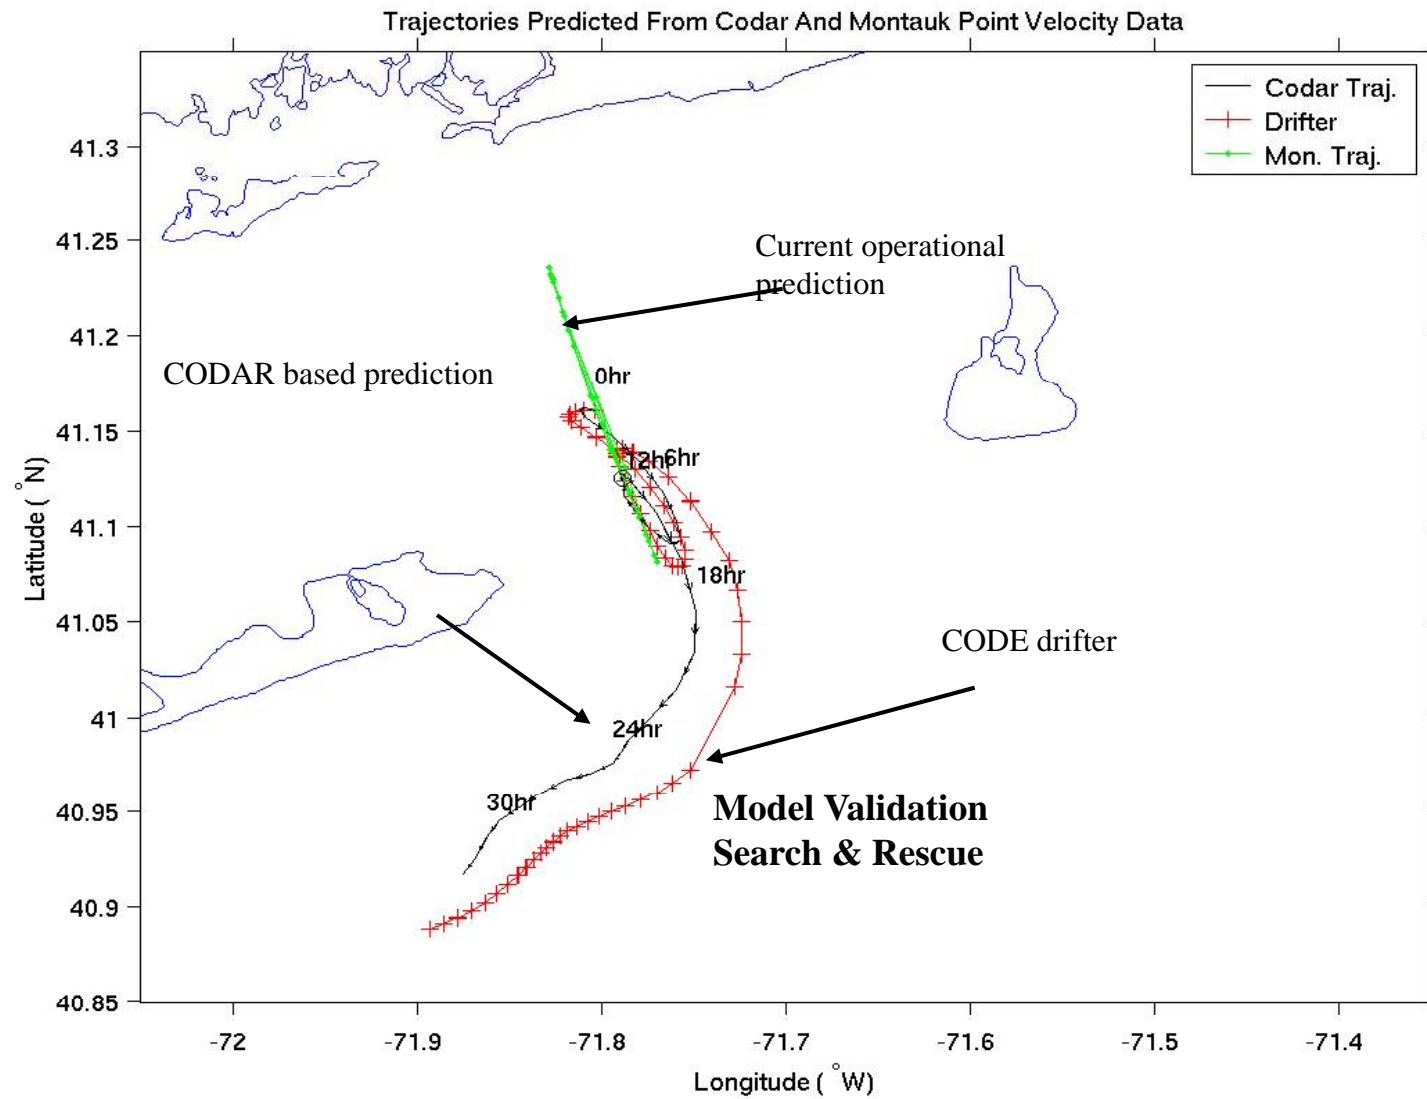 Trajectories Predicted From Codar And Montauk Point Velocity Data
Codar Traj.
Drifter
Mon. Traj.
41.3
41.25
41.2
41.15
41.1
41.05
41
40.95
40.9
40.85
Latitude ( °N)
Current operational
prediction
CODAR based prediction
0hr
12hr
6hr
18hr
CODE drifter
24hr
30hr
Model Validation
Search & Rescue
-72
-71.9
-71.8
-71.7
-71.6
-71.5
-71.4
Longitude ( °W)